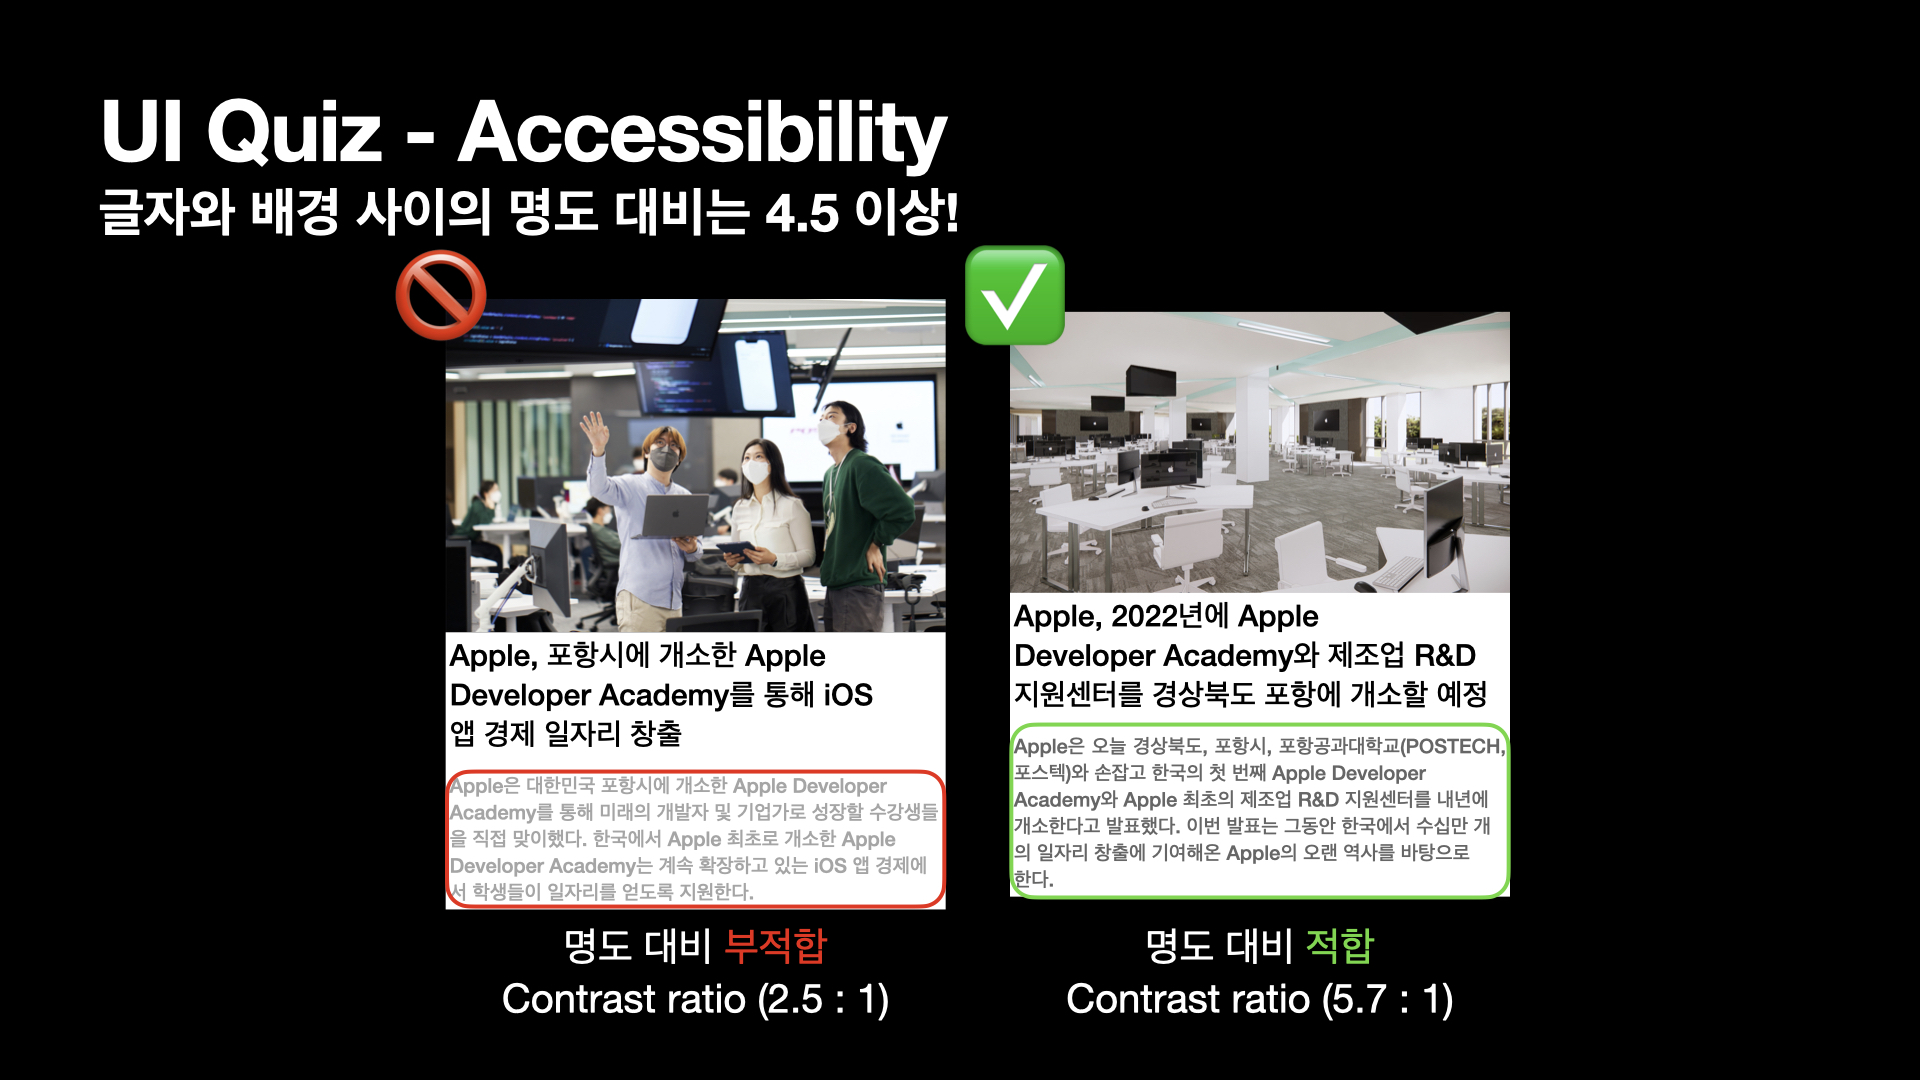 UI Quiz - Accessibility
글자와 배경 사이의 명도 대비는 4.5 이상!
Apple, 포항시에 개소한 Apple
Developer Academy를 통해 iOS
앱 경제 일자리 창출
Apple은 대한민국 포항시에 개소한 Apple Developer
Academy를 통해 미래의 개발자 및 기업가로 성장할 수강생들
을 직접 맞이했다. 한국에서 Apple 최초로 개소한 Apple
Developer Academy는 계속 확장하고 있는 iOS 앱 경제에
서 학생들이 일자리를 얻도록 지원한다.
명도 대비 부적합
Contrast ratio (2.5 : 1)
Apple, 2022년에 Apple
Developer Academy와 제조업 R&D
지원센터를 경상북도 포항에 개소할 예정
Apple은 오늘 경상북도, 포항시, 포항공과대학교(POSTECH,
포스텍)와 손잡고 한국의 첫 번째 Apple Developer
Academy와 Apple 최초의 제조업 R&D 지원센터를 내년에
개소한다고 발표했다. 이번 발표는 그동안 한국에서 수십만 개
의 일자리 창출에 기여해온 Apple의 오랜 역사를 바탕으로
한다.
명도 대비 적합
Contrast ratio (5.7 : 1)